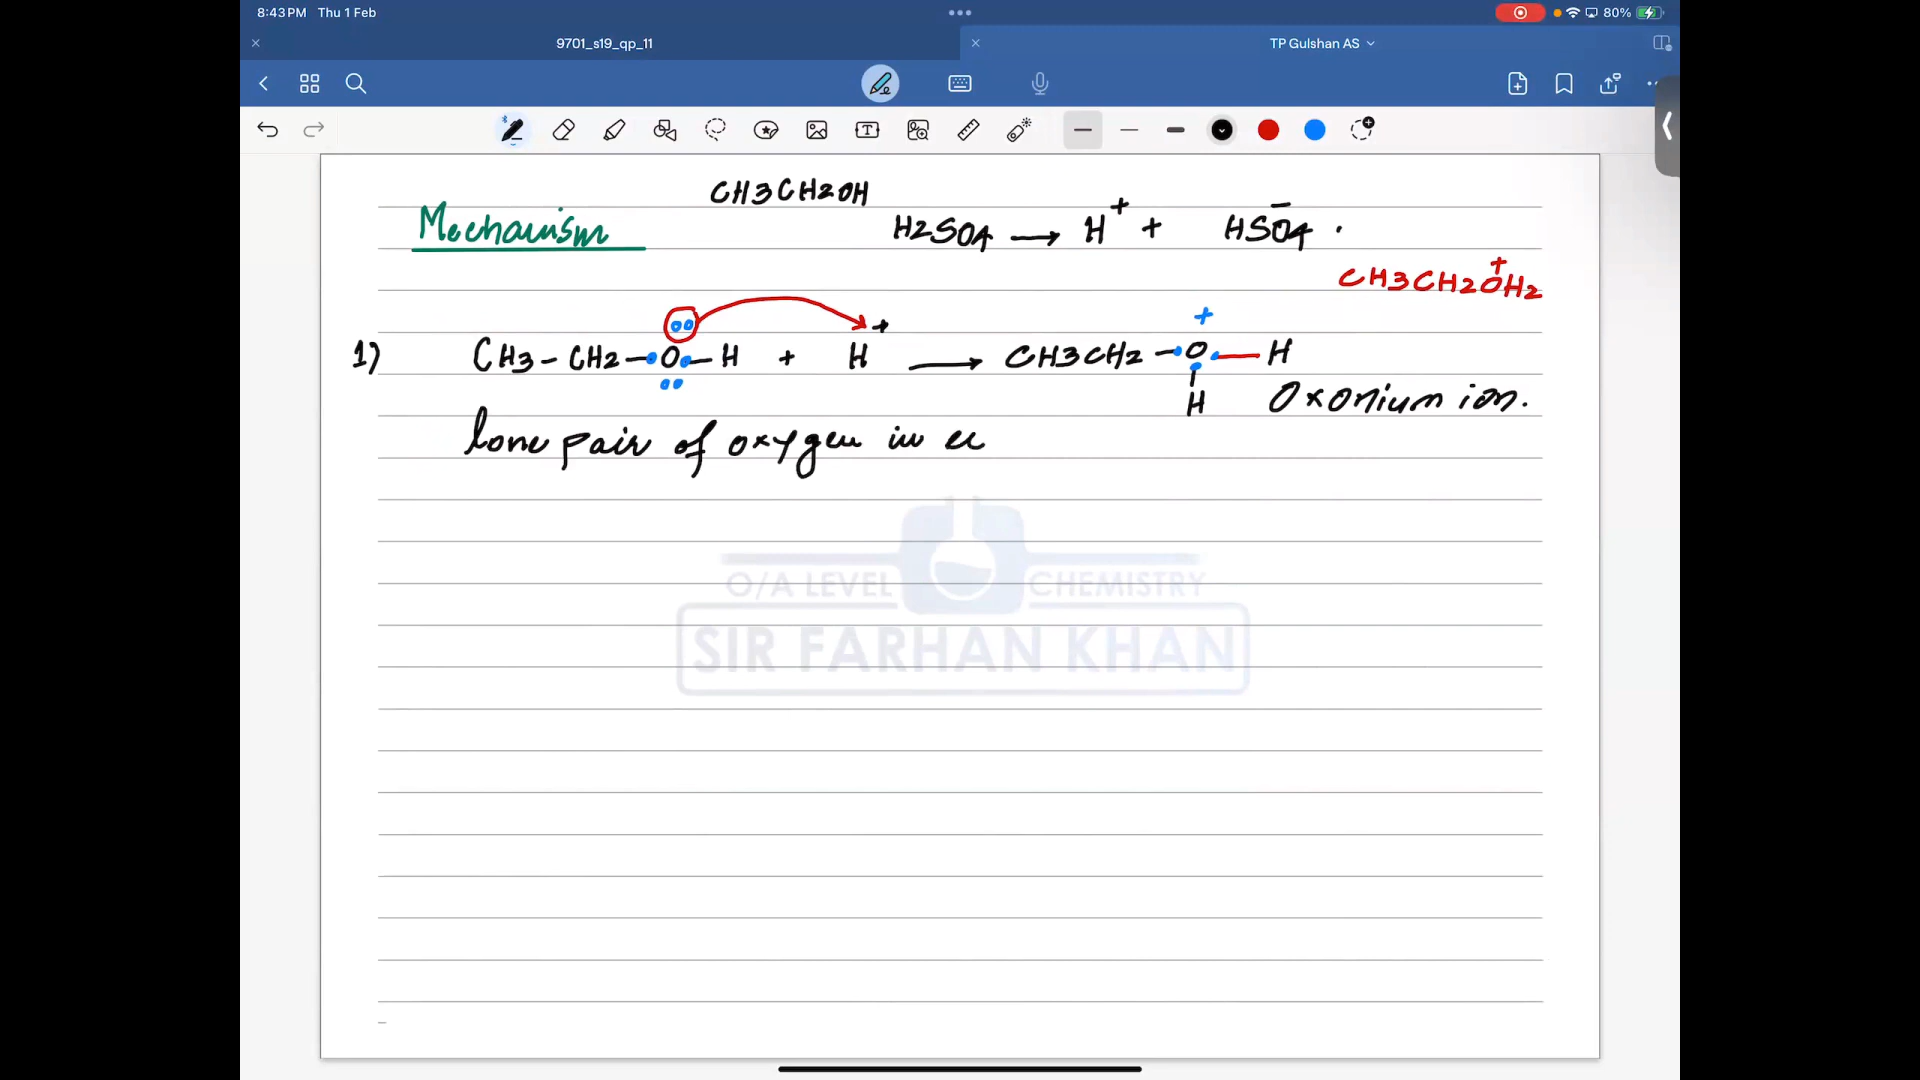 8:43 PM Thu 1 Feb
80%
9701_s19_qp_11
TP Gulshan AS
CH3CH2OH
Mechanism
H2SO4 → H⁺ + HSO4⁻ .
CH3CH2O⁺H2
1) CH3 – CH2 – O – H + H⁺ → CH3CH2 – O⁺ – H
H
Oxonium ion.
lone pair of oxygen in
O/A LEVEL CHEMISTRY
SIR FARHAN KHAN